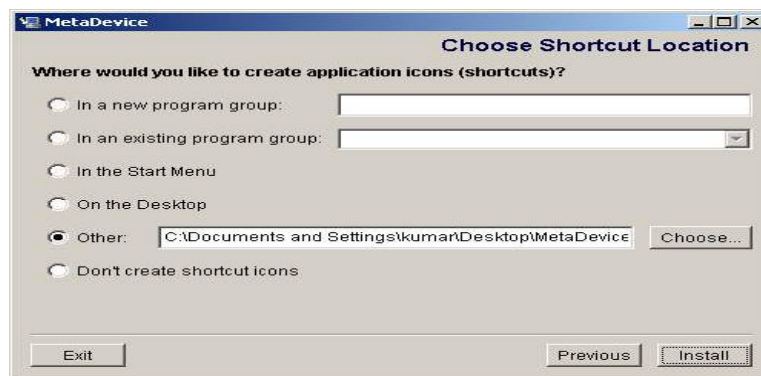 MetaDevice
Choose Shortcut Location
Where would you like to create application icons (shortcuts)?
In a new program group:
In an existing program group:
In the Start Menu
On the Desktop
Other: C:\Documents and Settings\kumar\Desktop\MetaDevice Choose...
Don't create shortcut icons
Exit Previous Install